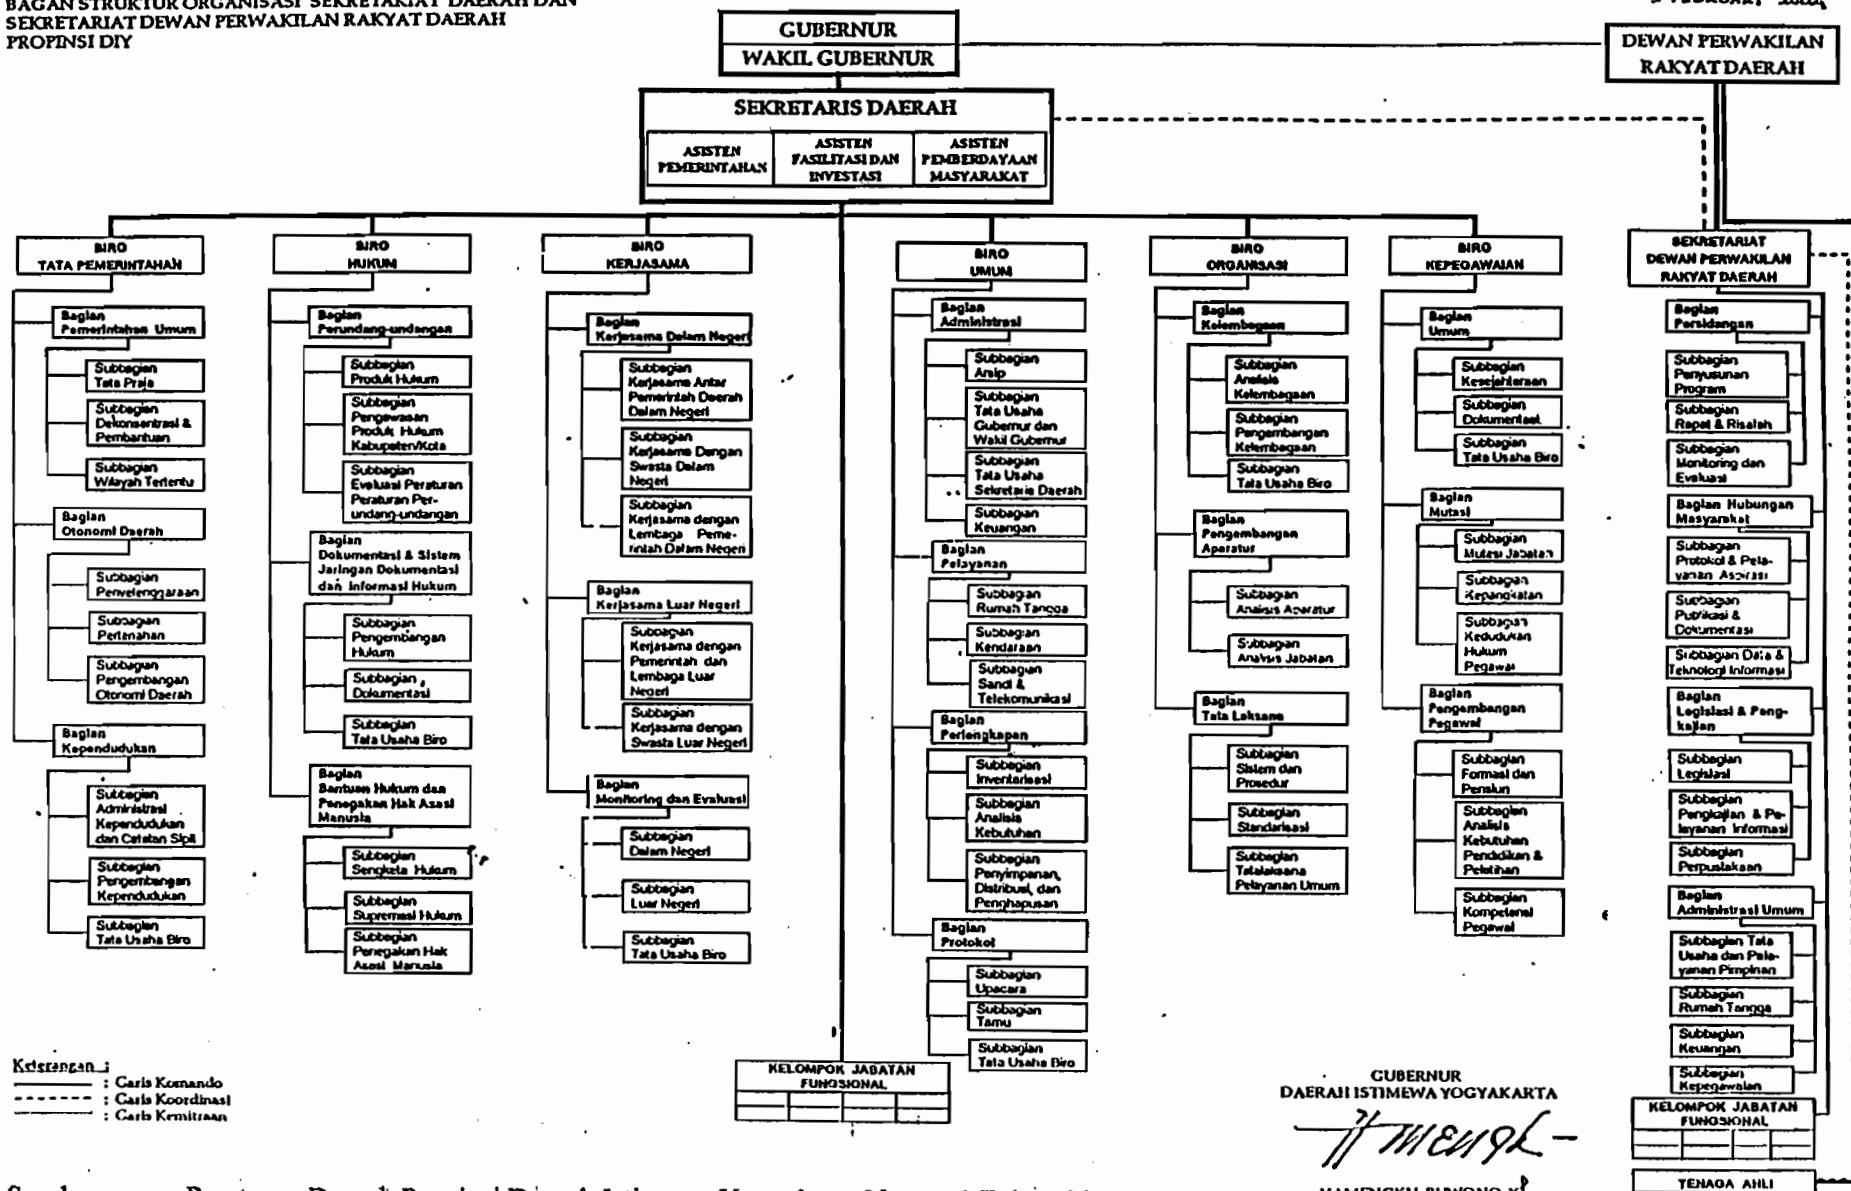 BAGAN STRUKTUR ORGANISASI SEKRETARIAT DAERAH DAN
SEKRETARIAT DEWAN PERWAKILAN RAKYAT DAERAH
PROPINSI DIY
GUBERNUR
WAKIL GUBERNUR
DEWAN PERWAKILAN
RAKYAT DAERAH
SEKRETARIS DAERAH
ASISTEN
PEMERINTAHAN
ASISTEN
FASILITASI DAN
INVESTASI
ASISTEN
PEMBERDAYAAN
MASYARAKAT
BIRO
TATA PEMERINTAHAN
Bagian
Pemerintahan Umum
Subbagian
Tata Praja
Subbagian
Dekonsentrasi &
Pembantuan
Subbagian
Wilayah Tertentu
Bagian
Otonomi Daerah
Subbagian
Penyelenggaraan
Subbagian
Pertanahan
Subbagian
Pengembangan
Otonomi Daerah
Bagian
Kependudukan
Subbagian
Administrasi
Kependudukan
dan Catatan Sipil
Subbagian
Pengembangan
Kependudukan
Subbagian
Tata Usaha Biro
BIRO
HUKUM
Bagian
Perundang-undangan
Subbagian
Produk Hukum
Subbagian
Pengawasan
Produk Hukum
Kabupaten/Kota
Subbagian
Evaluasi Peraturan
Peraturan Per-
undang-undangan
Bagian
Dokumentasi & Sistem
Jaringan Dokumentasi
dan Informasi Hukum
Subbagian
Pengembangan
Hukum
Subbagian
Dokumentasi
Subbagian
Tata Usaha Biro
Bagian
Bantuan Hukum dan
Penegakan Hak Asasi
Manusia
Subbagian
Sengketa Hukum
Subbagian
Supremasi Hukum
Subbagian
Penegakan Hak
Asasi Manusia
BIRO
KERJASAMA
Bagian
Kerjasama Dalam Negeri
Subbagian
Kerjasama Antar
Pemerintah Daerah
Dalam Negeri
Subbagian
Kerjasama Dengan
Swasta Dalam
Negeri
Subbagian
Kerjasama dengan
Lembaga Peme-
rintah Dalam Negeri
Bagian
Kerjasama Luar Negeri
Subbagian
Kerjasama dengan
Pemerintah dan
Lembaga Luar
Negeri
Subbagian
Kerjasama dengan
Swasta Luar Negeri
Bagian
Monitoring dan Evaluasi
Subbagian
Dalam Negeri
Subbagian
Luar Negeri
Subbagian
Tata Usaha Biro
BIRO
UMUM
Bagian
Administrasi
Subbagian
Arsip
Subbagian
Tata Usaha
Gubernur dan
Wakil Gubernur
Subbagian
Tata Usaha
Sekretaris Daerah
Subbagian
Keuangan
Bagian
Pelayanan
Subbagian
Rumah Tangga
Subbagian
Kendaraan
Subbagian
Sandi &
Telekomunikasi
Bagian
Perlengkapan
Subbagian
Inventarisasi
Subbagian
Analisis
Kebutuhan
Subbagian
Penyimpanan,
Distribusi, dan
Penghapusan
Bagian
Protokol
Subbagian
Upacara
Subbagian
Tamu
Subbagian
Tata Usaha Biro
BIRO
ORGANISASI
Bagian
Kelembagaan
Subbagian
Analisis
Kelembagaan
Subbagian
Pengembangan
Kelembagaan
Subbagian
Tata Usaha Biro
Bagian
Pengembangan
Aparatur
Subbagian
Analisis Aparatur
Subbagian
Analisis Jabatan
Bagian
Tata Laksana
Subbagian
Sistem dan
Prosedur
Subbagian
Standarisasi
Subbagian
Tatalaksana
Pelayanan Umum
BIRO
KEPEGAWAIAN
Bagian
Umum
Subbagian
Kesejahteraan
Subbagian
Dokumentasi
Subbagian
Tata Usaha Biro
Bagian
Mutasi
Subbagian
Mutasi Jabatan
Subbagian
Kepangkatan
Subbagian
Kedudukan
Hukum
Pegawai
Bagian
Pengembangan
Pegawai
Subbagian
Formasi dan
Pensiun
Subbagian
Analisis
Kebutuhan
Pendidikan &
Pelatihan
Subbagian
Kompetensi
Pegawai
SEKRETARIAT
DEWAN PERWAKILAN
RAKYAT DAERAH
Bagian
Persidangan
Subbagian
Penyusunan
Program
Subbagian
Rapat & Risalah
Subbagian
Monitoring dan
Evaluasi
Bagian Hubungan
Masyarakat
Subbagian
Protokol & Pela-
yanan Aspirasi
Subbagian
Publikasi &
Dokumentasi
Subbagian Data &
Teknologi Informasi
Bagian
Legislasi & Peng-
kajian
Subbagian
Legislasi
Subbagian
Pengkajian & Pe-
layanan Informasi
Subbagian
Perpustakaan
Bagian
Administrasi Umum
Subbagian Tata
Usaha dan Pela-
yanan Pimpinan
Subbagian
Rumah Tangga
Subbagian
Keuangan
Subbagian
Kepegawaian
KELOMPOK JABATAN
FUNGSIONAL
TENAGA AHLI
KELOMPOK JABATAN
FUNGSIONAL
Keterangan :
: Garis Komando
: Garis Koordinasi
: Garis Kemitraan
GUBERNUR
DAERAH ISTIMEWA YOGYAKARTA